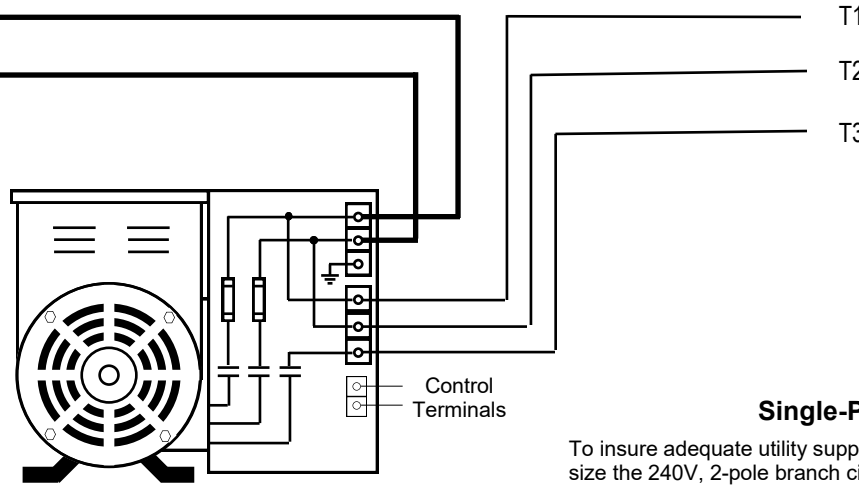 T1
T2
T3
Control
Terminals
Single-P
To insure adequate utility supp
size the 240V, 2-pole branch ci